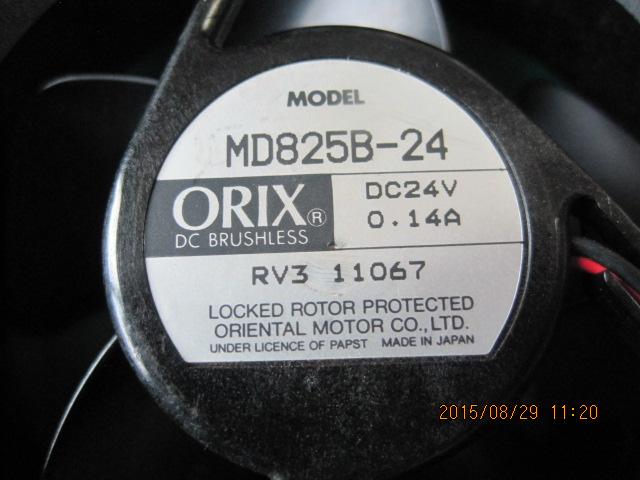 MODEL
MD825B-24
ORIX®
DC BRUSHLESS
DC24V
0.14A
RV3 11067
LOCKED ROTOR PROTECTED
ORIENTAL MOTOR CO.,LTD.
UNDER LICENCE OF PAPST MADE IN JAPAN
2015/08/29 11:20